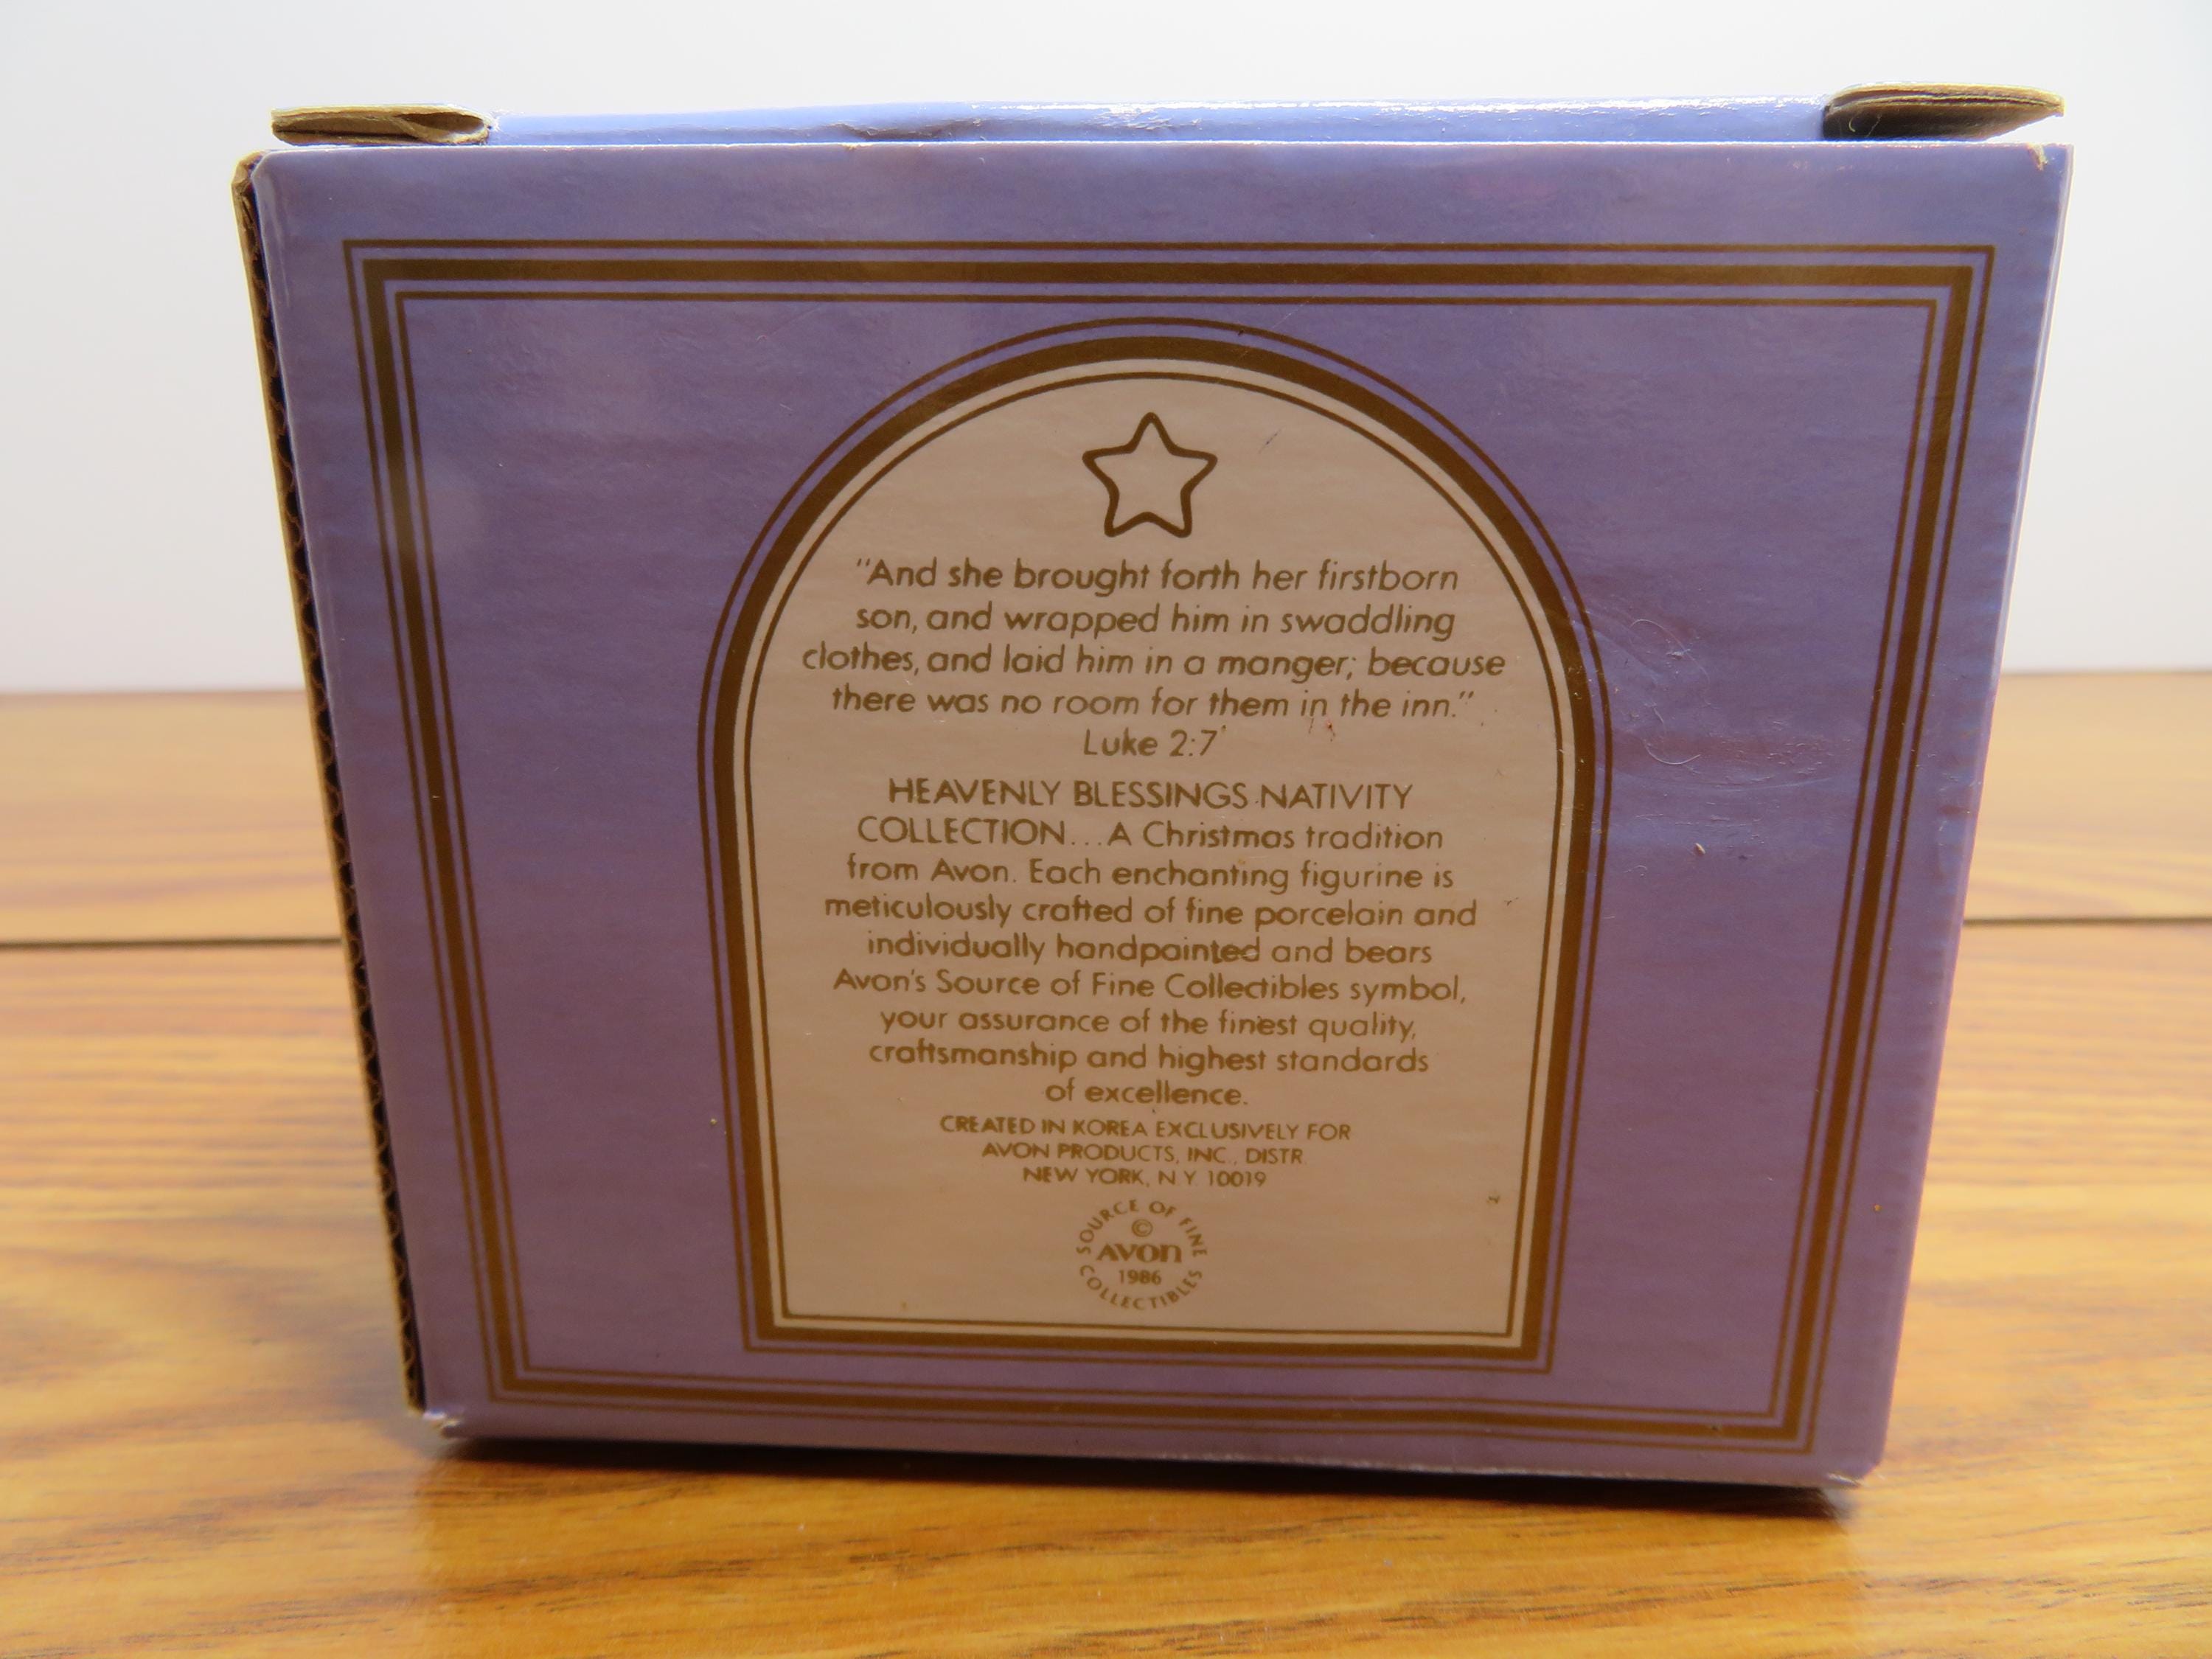 "And she brought forth her firstborn
son, and wrapped him in swaddling
clothes, and laid him in a manger; because
there was no room for them in the inn."
Luke 2:7
HEAVENLY BLESSINGS NATIVITY
COLLECTION...A Christmas tradition
from Avon. Each enchanting figurine is
meticulously crafted of fine porcelain and
individually handpainted and bears
Avon's Source of Fine Collectibles symbol,
your assurance of the finest quality,
craftsmanship and highest standards
of excellence.
CREATED IN KOREA EXCLUSIVELY FOR
AVON PRODUCTS, INC., DISTR.
NEW YORK, N Y 10019
SOURCE OF FINE
©
AVON
1986
COLLECTIBLES